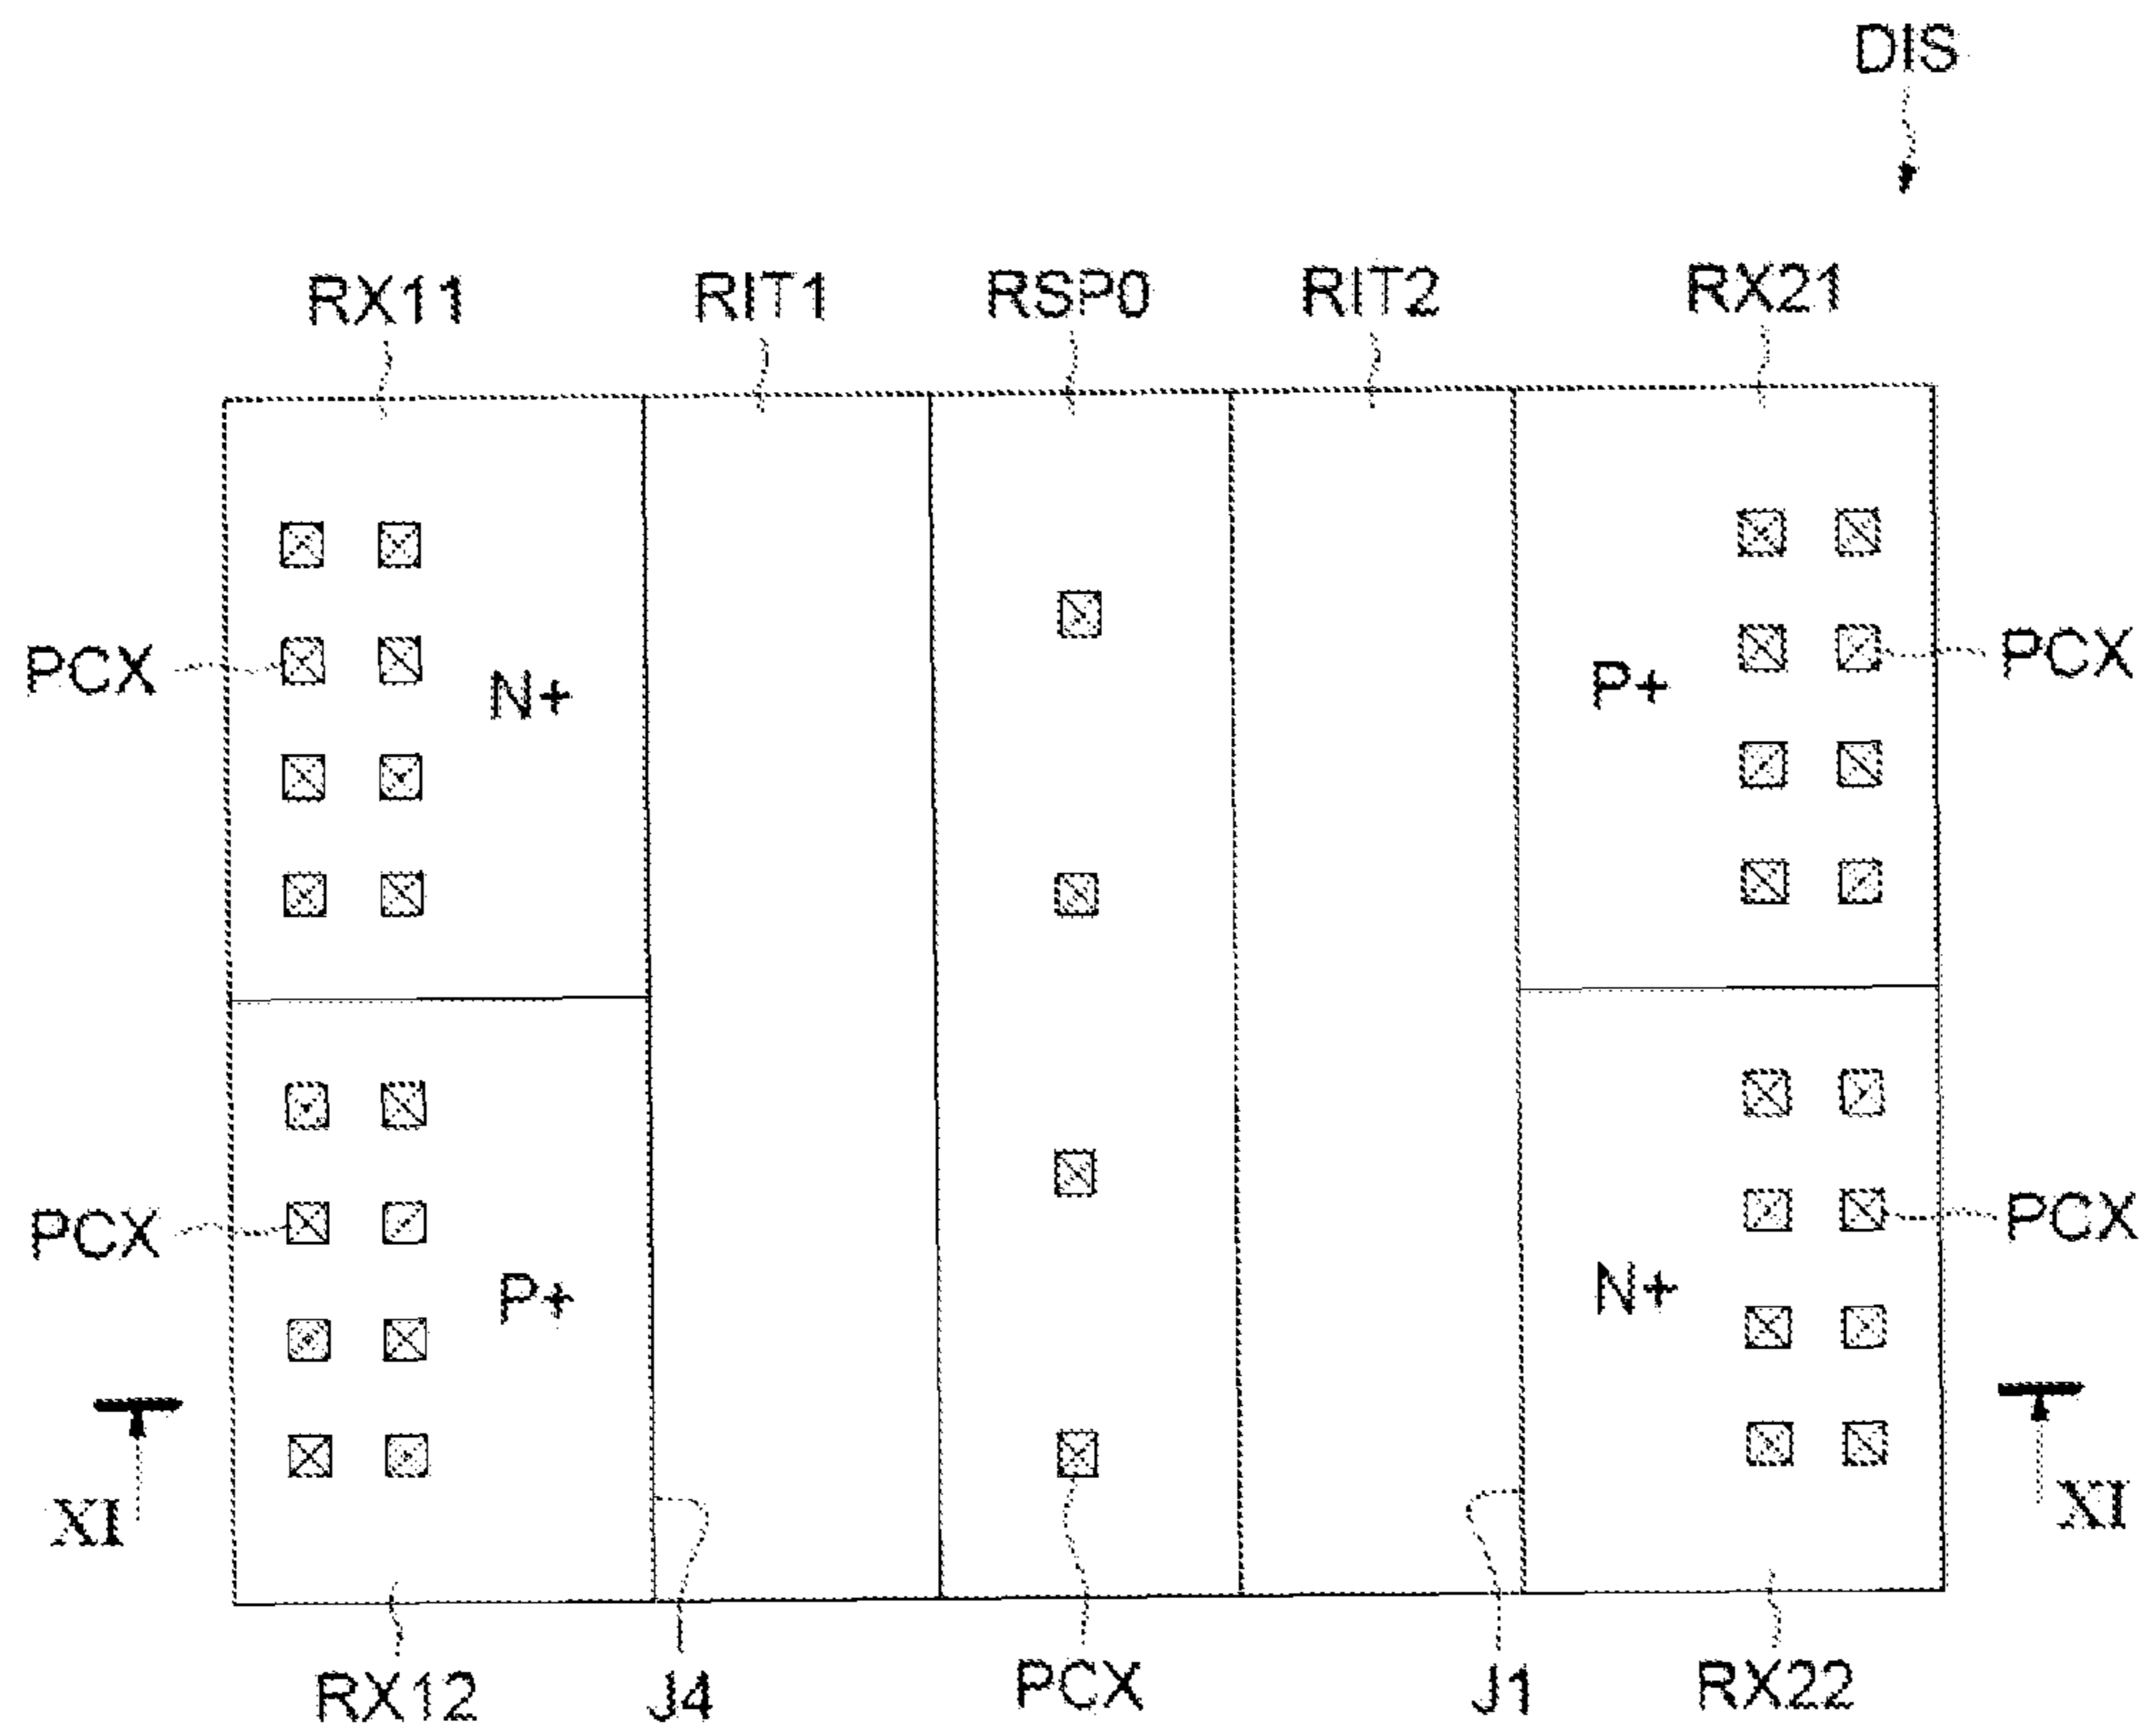 DIS
RX11 RIT1 RSP0 RIT2 RX21
PCX N+ P+ PCX
PCX P+ N+ PCX
XI XI
RX12 J4 PCX J1 RX22